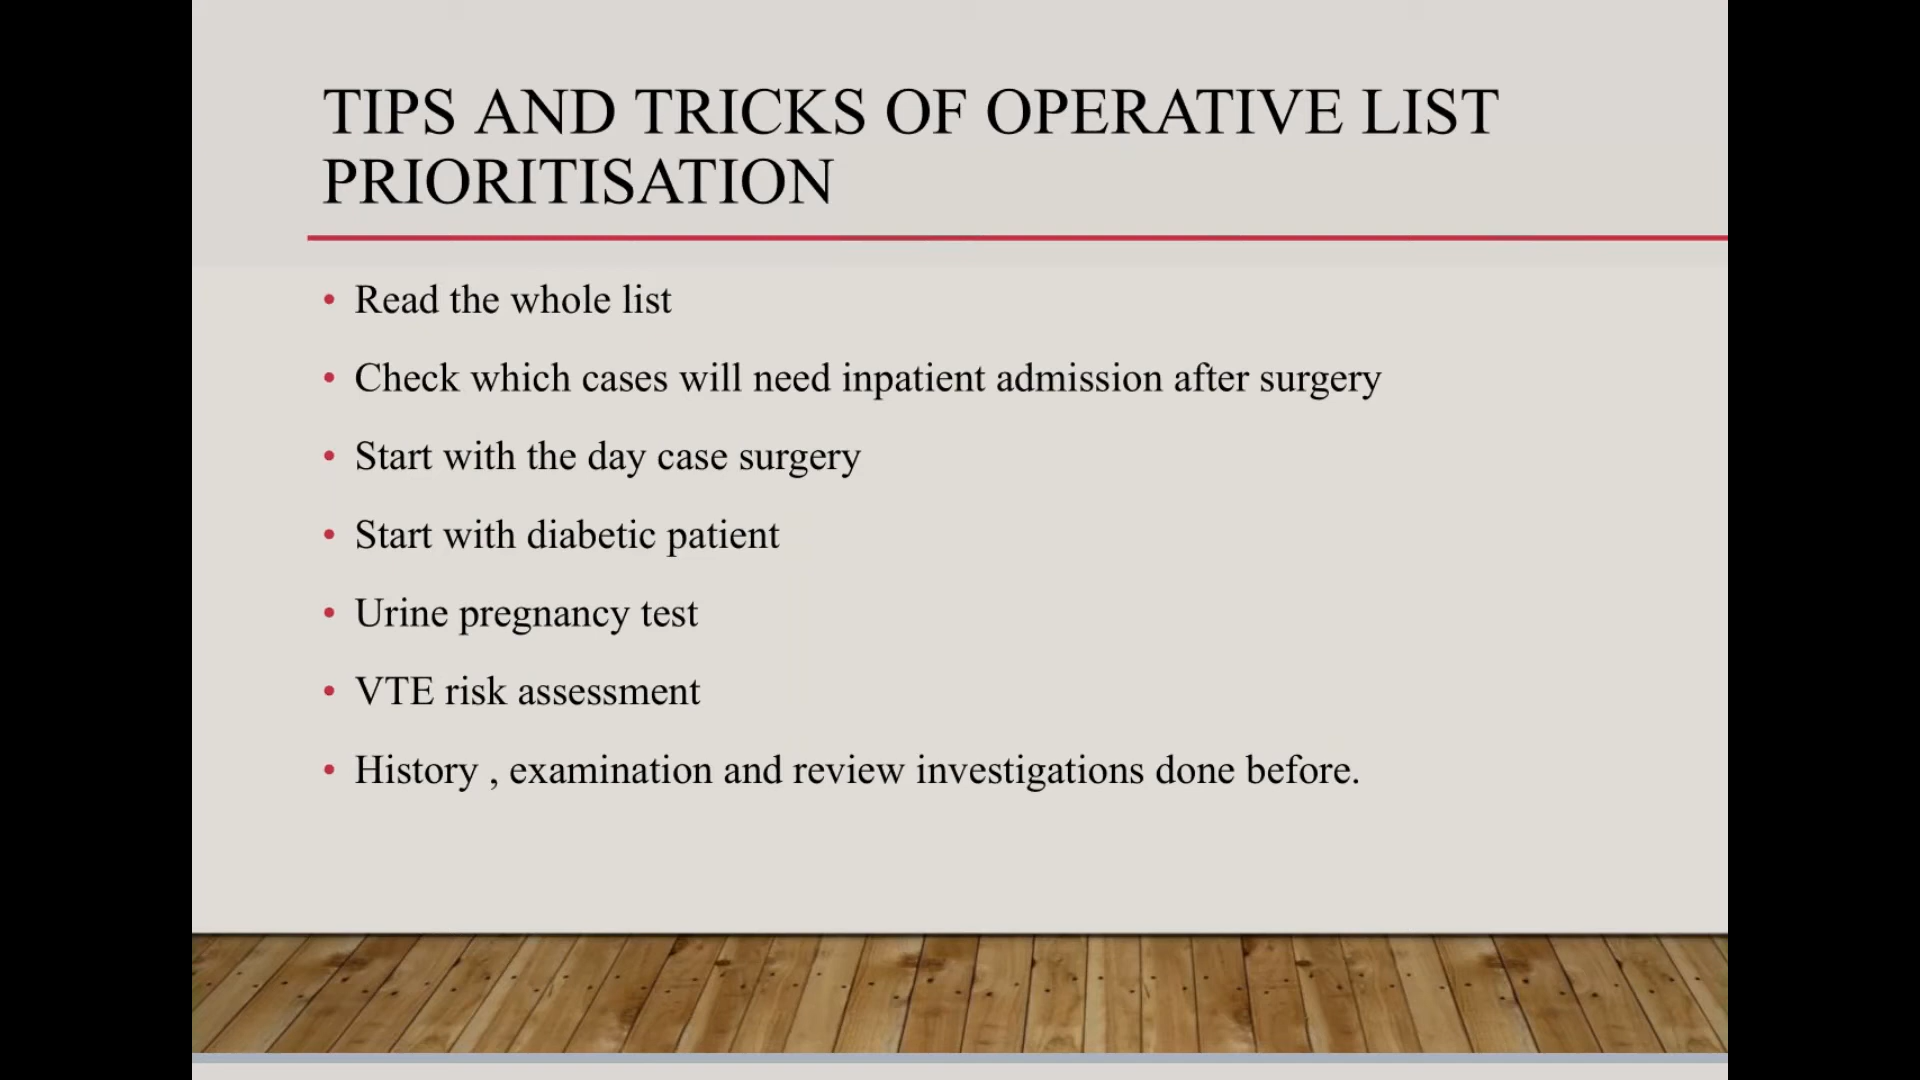 TIPS AND TRICKS OF OPERATIVE LIST
PRIORITISATION
• Read the whole list
• Check which cases will need inpatient admission after surgery
• Start with the day case surgery
• Start with diabetic patient
• Urine pregnancy test
• VTE risk assessment
• History , examination and review investigations done before.